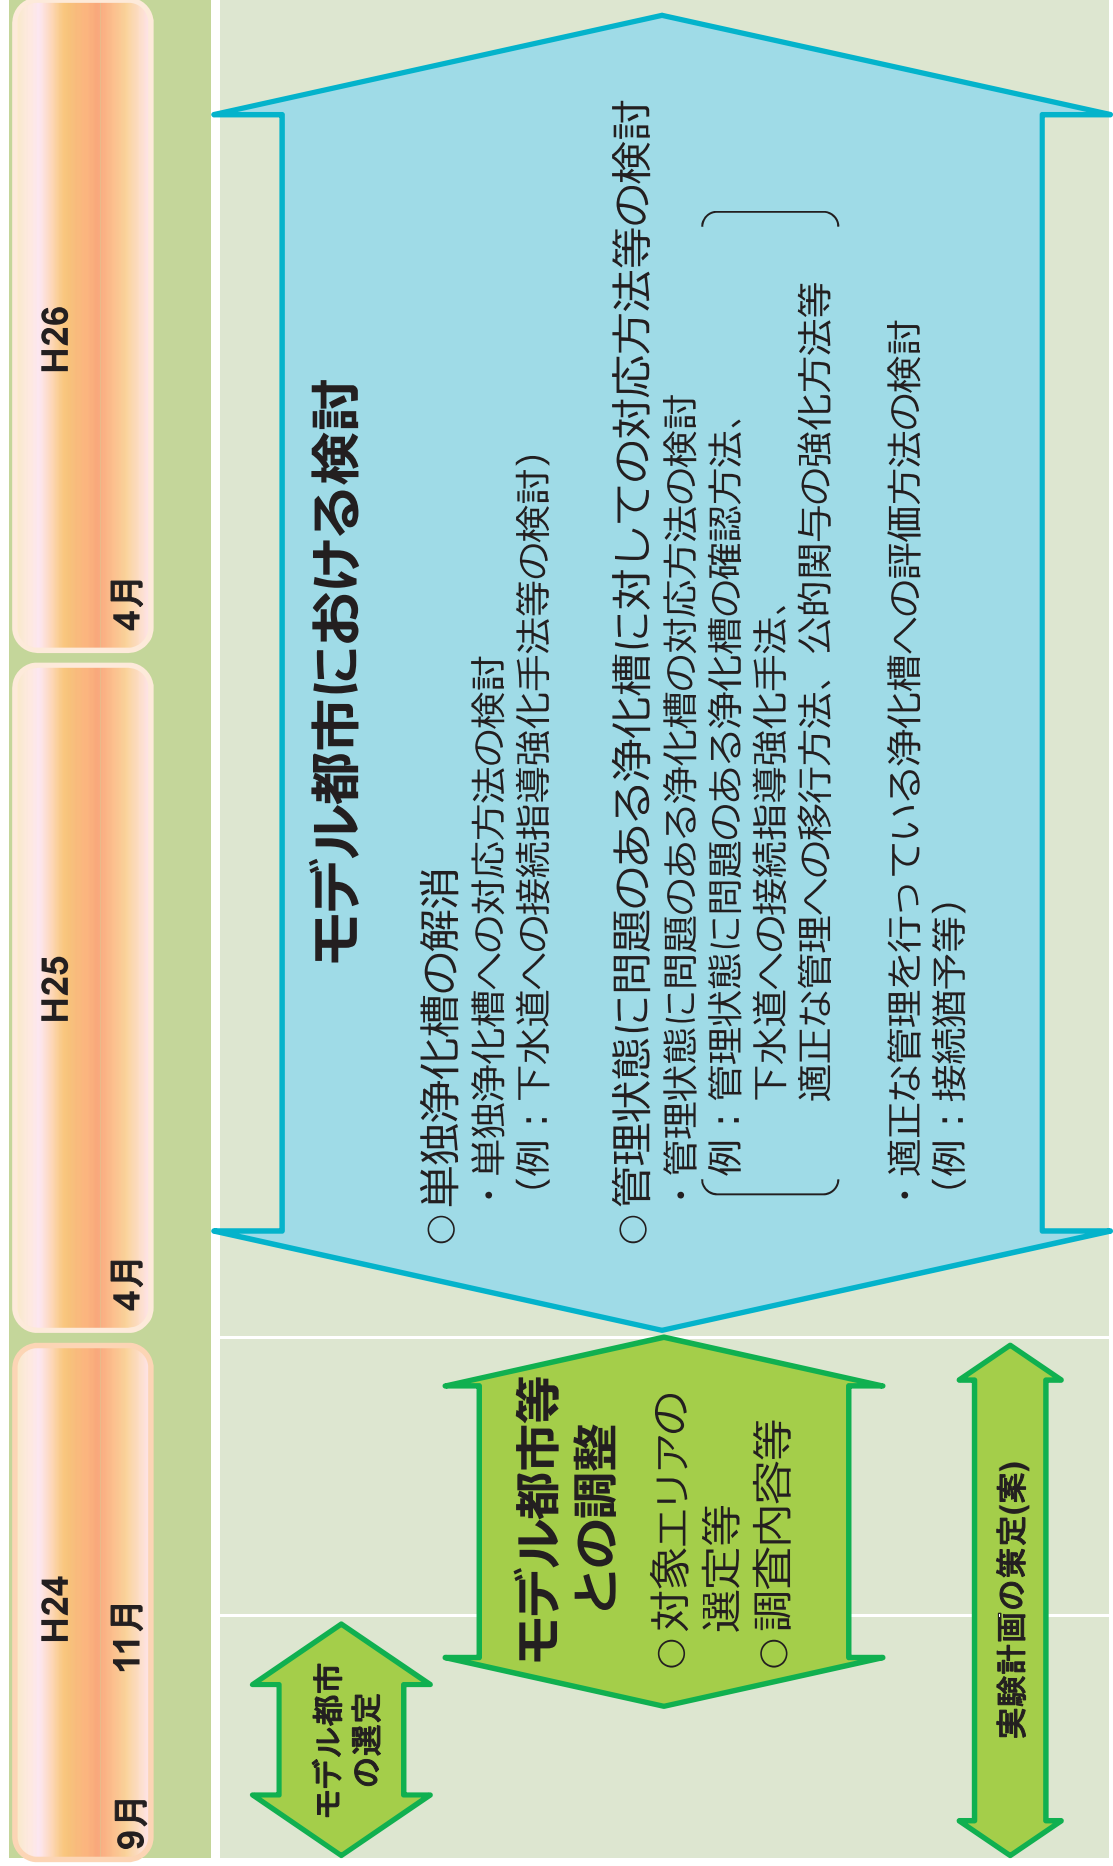 H24
H25
H26
9月
11月
4月
4月
モデル都市
の選定
モデル都市等
との調整
○対象エリアの
選定等
○調査内容等
実験計画の策定(案)
モデル都市における検討
○単独浄化槽の解消
・単独浄化槽への対応方法の検討
(例：下水道への接続指導強化手法等の検討)
○管理状態に問題のある浄化槽に対しての対応方法等の検討
・管理状態に問題のある浄化槽の対応方法の検討
例：管理状態に問題のある浄化槽の確認方法、
下水道への接続指導強化手法、
適正な管理への移行方法、公的関与の強化方法等
・適正な管理を行っている浄化槽への評価方法の検討
(例：接続猶予等)